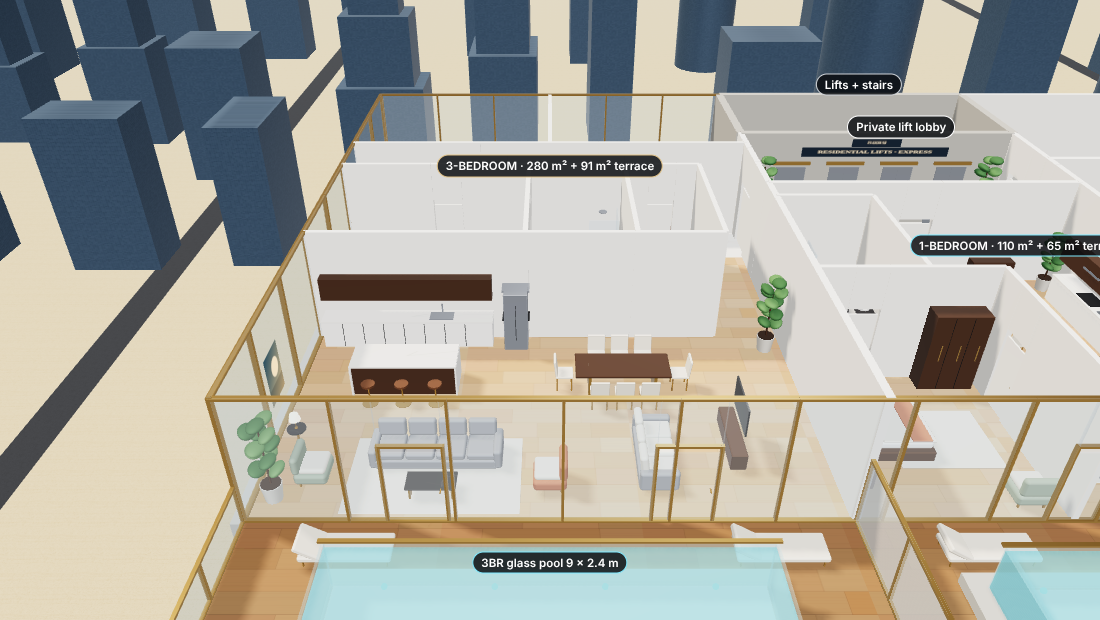 Lifts + stairs
Private lift lobby
RESIDENTIAL LIFTS · EXPRESS
3-BEDROOM · 280 m² + 91 m² terrace
1-BEDROOM · 110 m² + 65 m²
3BR glass pool 9 × 2.4 m